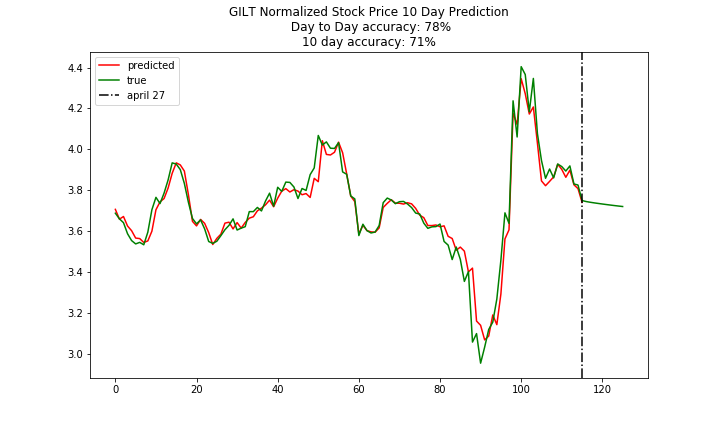 GILT Normalized Stock Price 10 Day Prediction
Day to Day accuracy: 78%
10 day accuracy: 71%
predicted
true
april 27
4.4
4.2
4.0
3.8
3.6
3.4
3.2
3.0
0 20 40 60 80 100 120